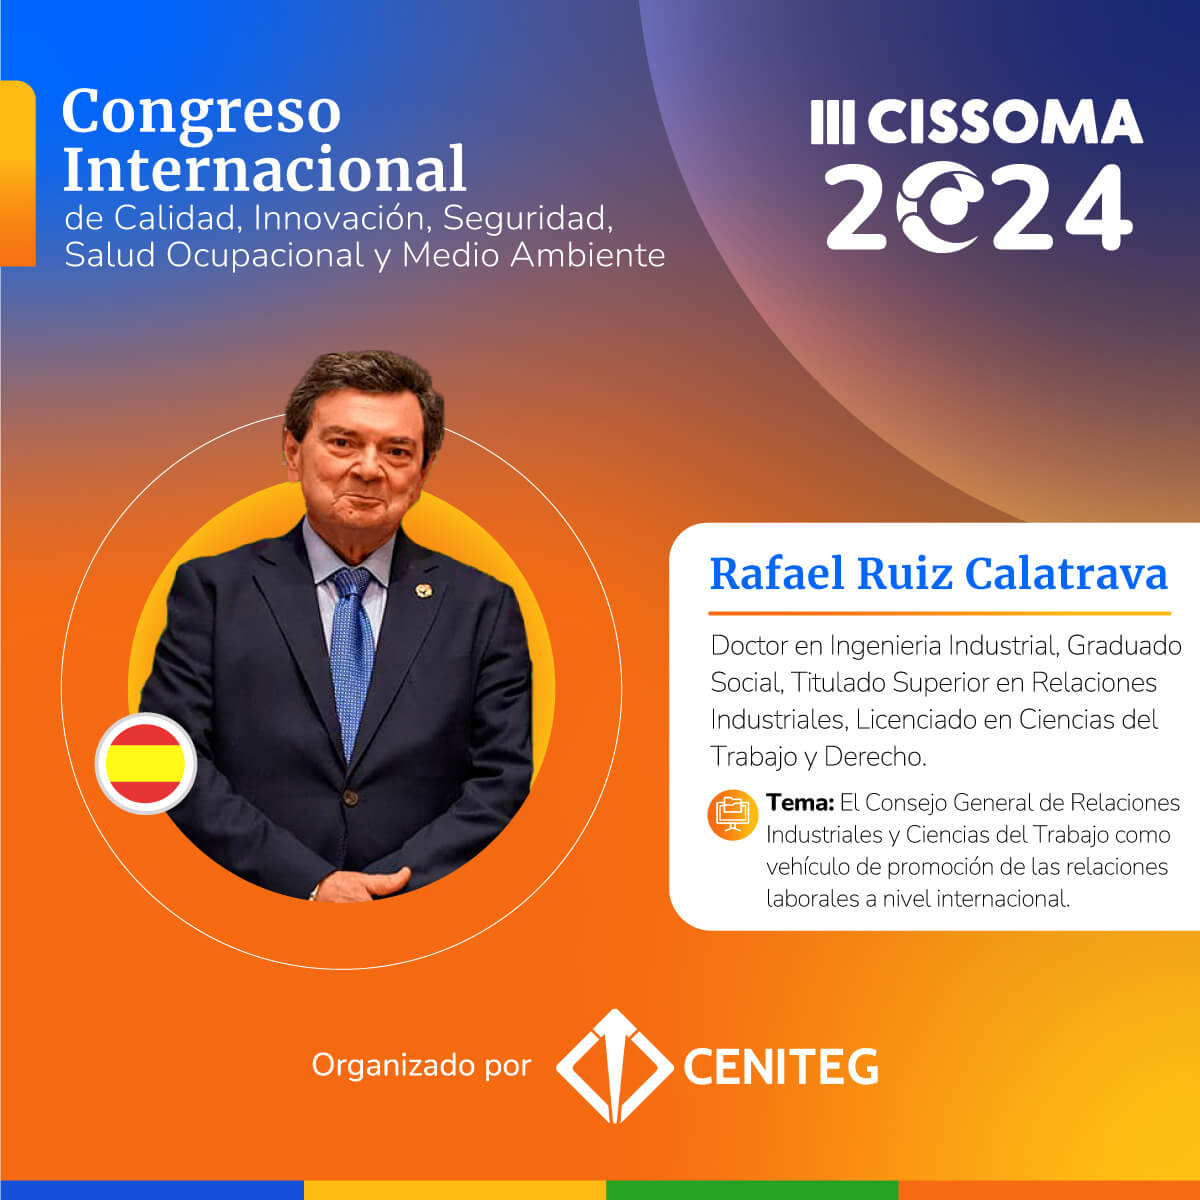 Congreso
Internacional
de Calidad, Innovación, Seguridad,
Salud Ocupacional y Medio Ambiente
III CISSOMA
2024
Rafael Ruiz Calatrava
Doctor en Ingenieria Industrial, Graduado
Social, Titulado Superior en Relaciones
Industriales, Licenciado en Ciencias del
Trabajo y Derecho.
Tema: El Consejo General de Relaciones
Industriales y Ciencias del Trabajo como
vehículo de promoción de las relaciones
laborales a nivel internacional.
Organizado por
CENITEG